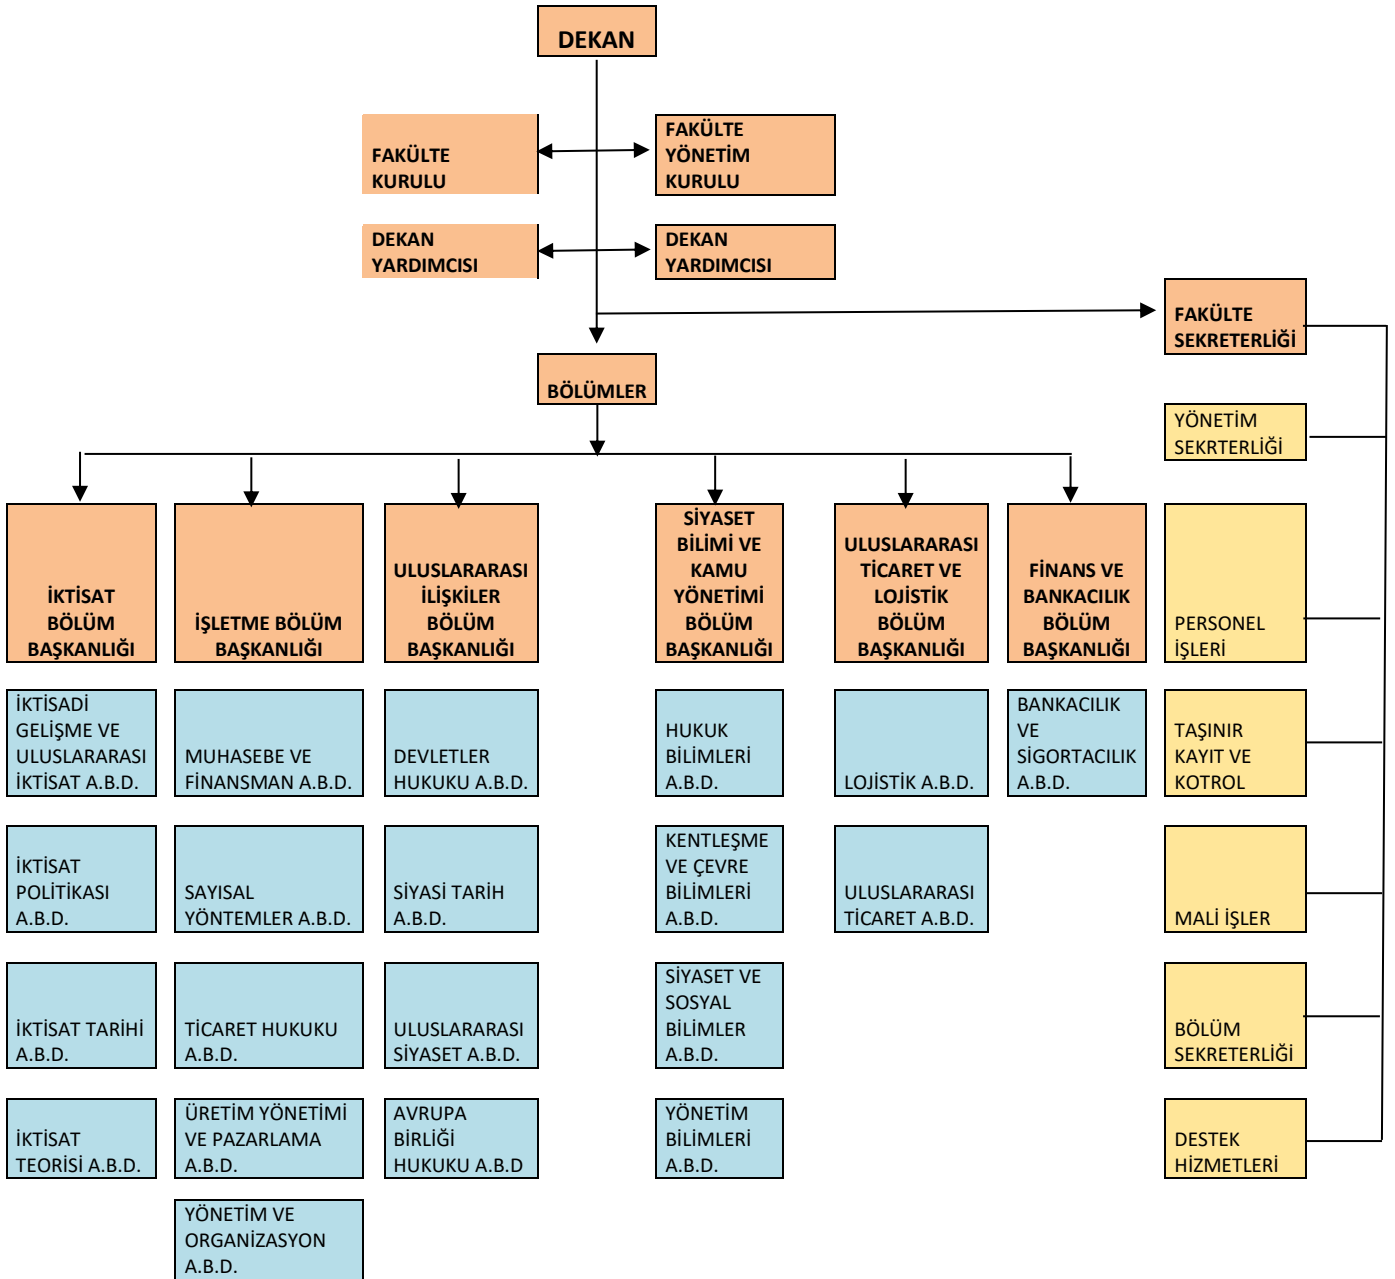 DEKAN
FAKÜLTE
KURULU
FAKÜLTE
YÖNETİM
KURULU
DEKAN
YARDIMCISI
DEKAN
YARDIMCISI
FAKÜLTE
SEKRETERLİĞİ
BÖLÜMLER
YÖNETİM
SEKRTERLİĞİ
İKTİSAT
BÖLÜM
BAŞKANLIĞI
İŞLETME BÖLÜM
BAŞKANLIĞI
ULUSLARARASI
İLİŞKİLER
BÖLÜM
BAŞKANLIĞI
SİYASET
BİLİMİ VE
KAMU
YÖNETİMİ
BÖLÜM
BAŞKANLIĞI
ULUSLARARASI
TİCARET VE
LOJİSTİK
BÖLÜM
BAŞKANLIĞI
FİNANS VE
BANKACILIK
BÖLÜM
BAŞKANLIĞI
PERSONEL
İŞLERİ
İKTİSADİ
GELİŞME VE
ULUSLARARASI
İKTİSAT A.B.D.
MUHASEBE VE
FİNANSMAN A.B.D.
DEVLETLER
HUKUKU A.B.D.
HUKUK
BİLİMLERİ
A.B.D.
LOJİSTİK A.B.D.
BANKACILIK
VE
SİGORTACILIK
A.B.D.
TAŞINIR
KAYIT VE
KOTROL
İKTİSAT
POLİTİKASI
A.B.D.
SAYISAL
YÖNTEMLER A.B.D.
SİYASİ TARİH
A.B.D.
KENTLEŞME
VE ÇEVRE
BİLİMLERİ
A.B.D.
ULUSLARARASI
TİCARET A.B.D.
MALİ İŞLER
İKTİSAT TARİHİ
A.B.D.
TİCARET HUKUKU
A.B.D.
ULUSLARARASI
SİYASET A.B.D.
SİYASET VE
SOSYAL
BİLİMLER
A.B.D.
BÖLÜM
SEKRETERLİĞİ
İKTİSAT
TEORİSİ A.B.D.
ÜRETİM YÖNETİMİ
VE PAZARLAMA
A.B.D.
AVRUPA
BİRLİĞİ
HUKUKU A.B.D
YÖNETİM
BİLİMLERİ
A.B.D.
DESTEK
HİZMETLERİ
YÖNETİM VE
ORGANİZASYON
A.B.D.